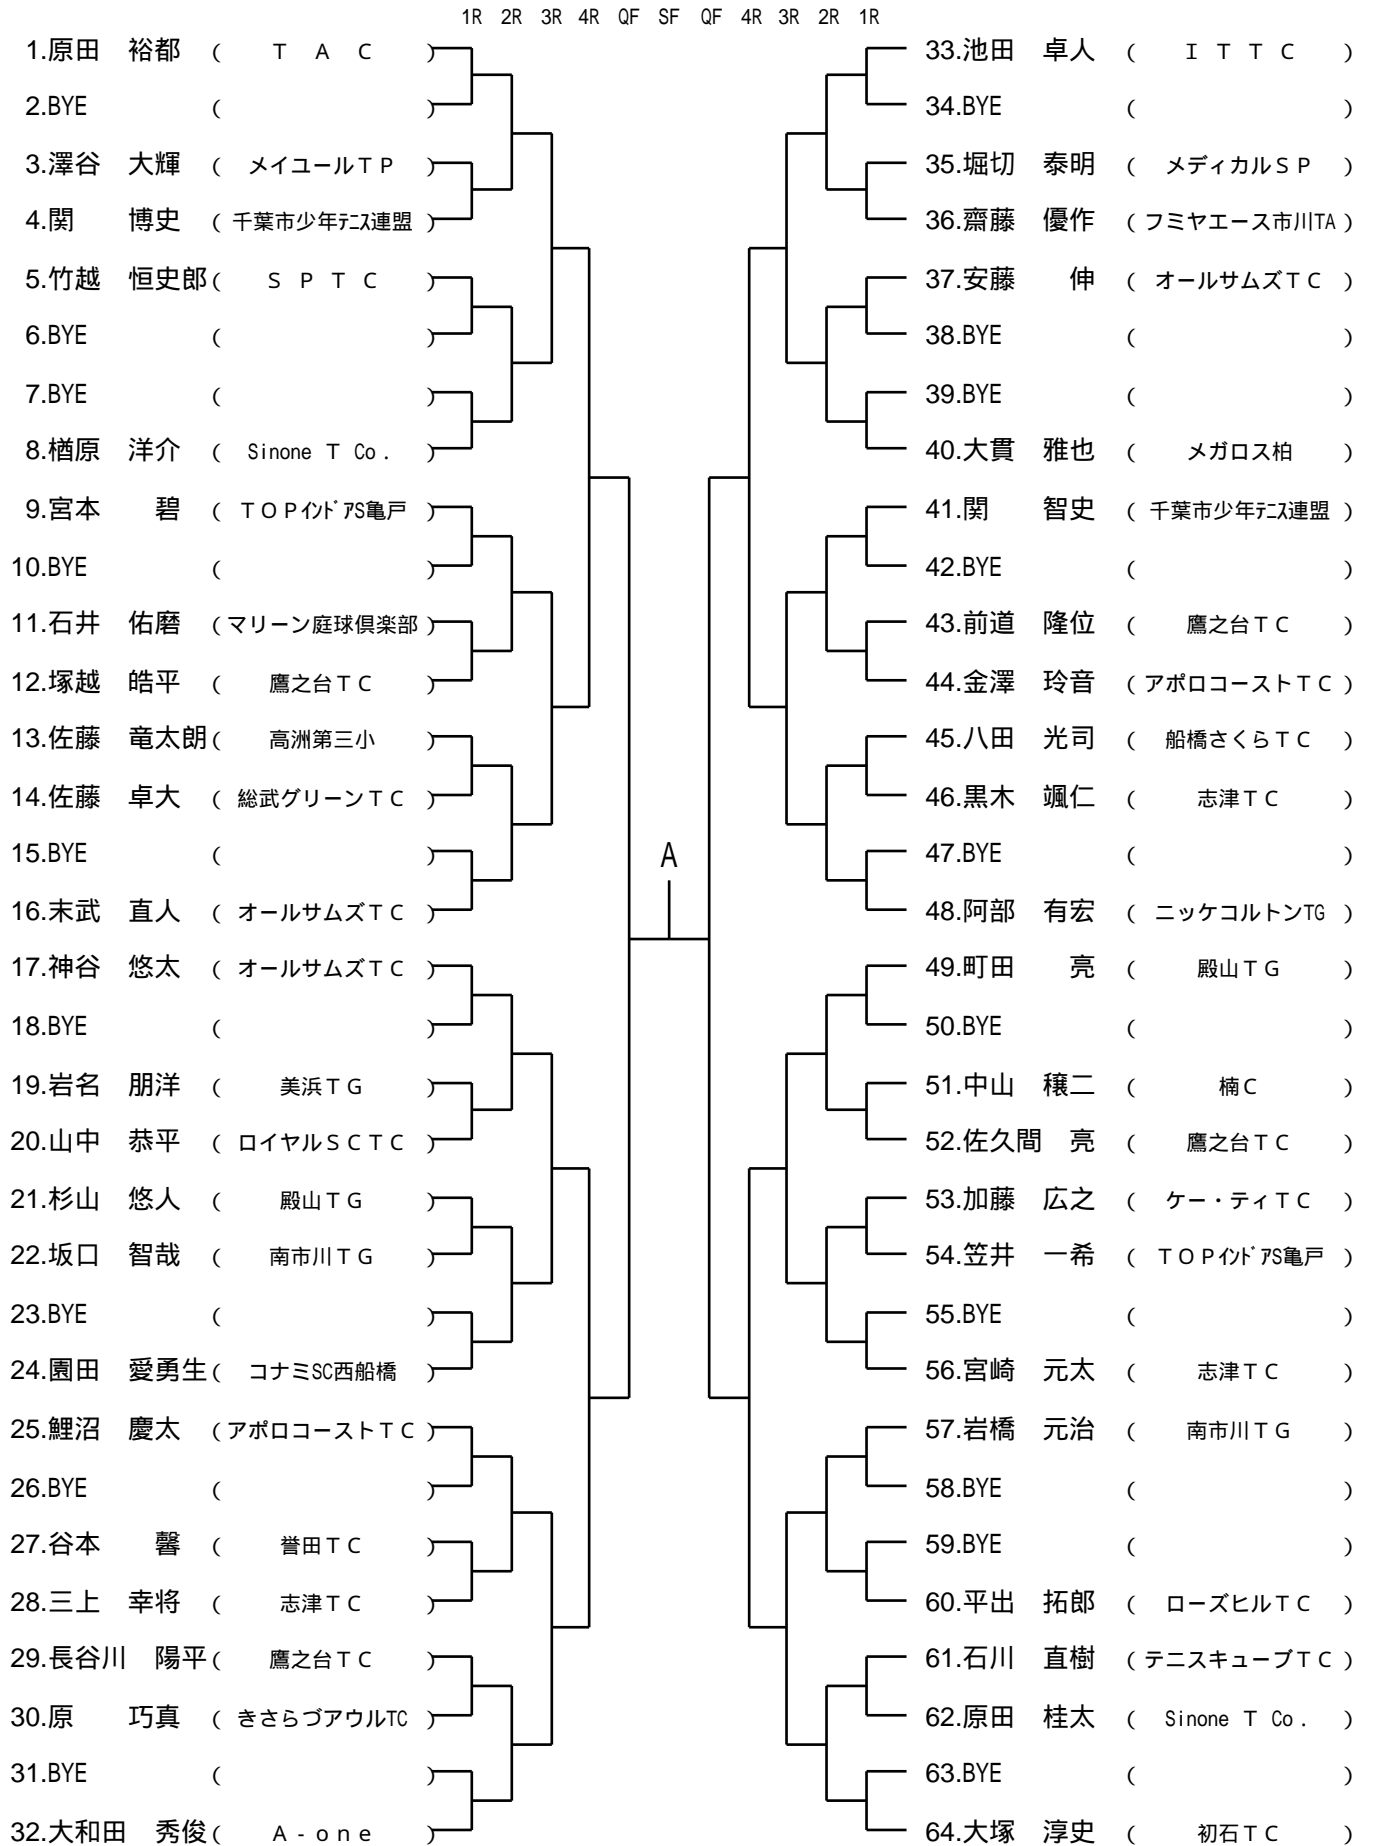 1R 2R 3R 4R QF SF QF 4R 3R 2R 1R
1.原田 裕都 ( ＴＡＣ )
2.BYE ( )
3.澤谷 大輝 ( メイユールＴＰ )
4.関 博史 ( 千葉市少年ﾃﾆｽ連盟 )
5.竹越 恒史郎 ( ＳＰＴＣ )
6.BYE ( )
7.BYE ( )
8.楢原 洋介 ( Sinone Ｔ Co． )
9.宮本 碧 ( ＴＯＰｲﾝﾄﾞｱS亀戸 )
10.BYE ( )
11.石井 佑磨 ( マリーン庭球倶楽部 )
12.塚越 皓平 ( 鷹之台ＴＣ )
13.佐藤 竜太朗 ( 高洲第三小 )
14.佐藤 卓大 ( 総武グリーンＴＣ )
15.BYE ( )
16.末武 直人 ( オールサムズＴＣ )
17.神谷 悠太 ( オールサムズＴＣ )
18.BYE ( )
19.岩名 朋洋 ( 美浜ＴＧ )
20.山中 恭平 ( ロイヤルＳＣＴＣ )
21.杉山 悠人 ( 殿山ＴＧ )
22.坂口 智哉 ( 南市川ＴＧ )
23.BYE ( )
24.園田 愛勇生 ( コナミSC西船橋 )
25.鯉沼 慶太 ( アポロコーストＴＣ )
26.BYE ( )
27.谷本 馨 ( 誉田ＴＣ )
28.三上 幸将 ( 志津ＴＣ )
29.長谷川 陽平 ( 鷹之台ＴＣ )
30.原 巧真 ( きさらづアウルTC )
31.BYE ( )
32.大和田 秀俊 ( Ａ-ｏｎｅ )
A
33.池田 卓人 ( ＩＴＴＣ )
34.BYE ( )
35.堀切 泰明 ( メディカルＳＰ )
36.齋藤 優作 ( フミヤエース市川TA )
37.安藤 伸 ( オールサムズＴＣ )
38.BYE ( )
39.BYE ( )
40.大貫 雅也 ( メガロス柏 )
41.関 智史 ( 千葉市少年ﾃﾆｽ連盟 )
42.BYE ( )
43.前道 隆位 ( 鷹之台ＴＣ )
44.金澤 玲音 ( アポロコーストＴＣ )
45.八田 光司 ( 船橋さくらＴＣ )
46.黒木 颯仁 ( 志津ＴＣ )
47.BYE ( )
48.阿部 有宏 ( ニッケコルトンTG )
49.町田 亮 ( 殿山ＴＧ )
50.BYE ( )
51.中山 穣二 ( 楠Ｃ )
52.佐久間 亮 ( 鷹之台ＴＣ )
53.加藤 広之 ( ケー・ティＴＣ )
54.笠井 一希 ( ＴＯＰｲﾝﾄﾞｱS亀戸 )
55.BYE ( )
56.宮崎 元太 ( 志津ＴＣ )
57.岩橋 元治 ( 南市川ＴＧ )
58.BYE ( )
59.BYE ( )
60.平出 拓郎 ( ローズヒルＴＣ )
61.石川 直樹 ( テニスキューブＴＣ )
62.原田 桂太 ( Sinone Ｔ Co． )
63.BYE ( )
64.大塚 淳史 ( 初石ＴＣ )